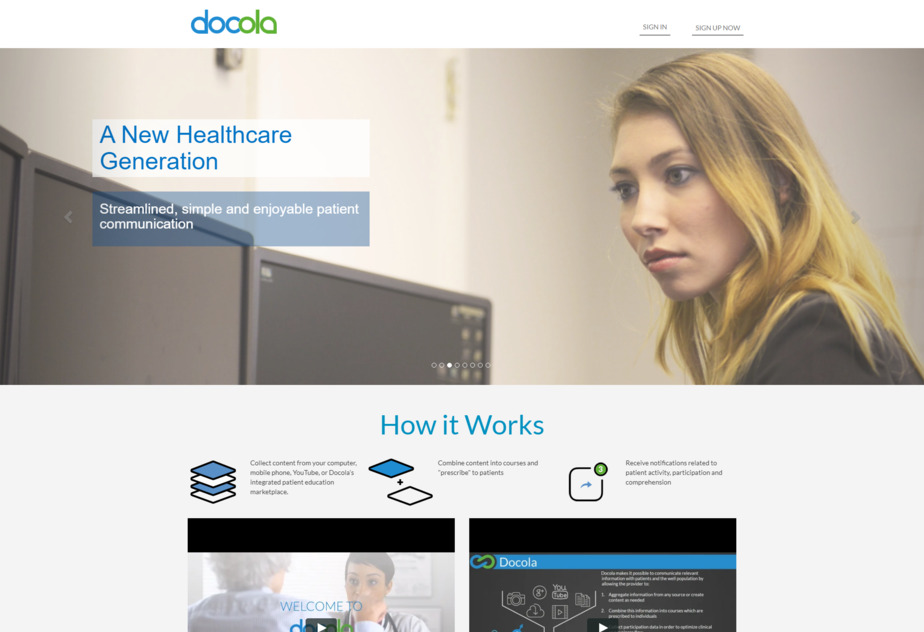 docola
SIGN IN
SIGN UP NOW
A New Healthcare
Generation
Streamlined, simple and enjoyable patient
communication
How it Works
Collect content from your computer,
mobile phone, YouTube, or Docola's
integrated patient education
marketplace.
Combine content into courses and
"prescribe" to patients
3
Receive notifications related to
patient activity, participation and
comprehension
WELCOME TO
Docola
Docola makes it possible to communicate relevant
information with patients and the well population by
allowing the provider to:
1. Aggregate information from any source or create
content as needed
2. Combine this information into courses which are
prescribed to individuals
participation data in order to optimize clinical
g+
You
Tube